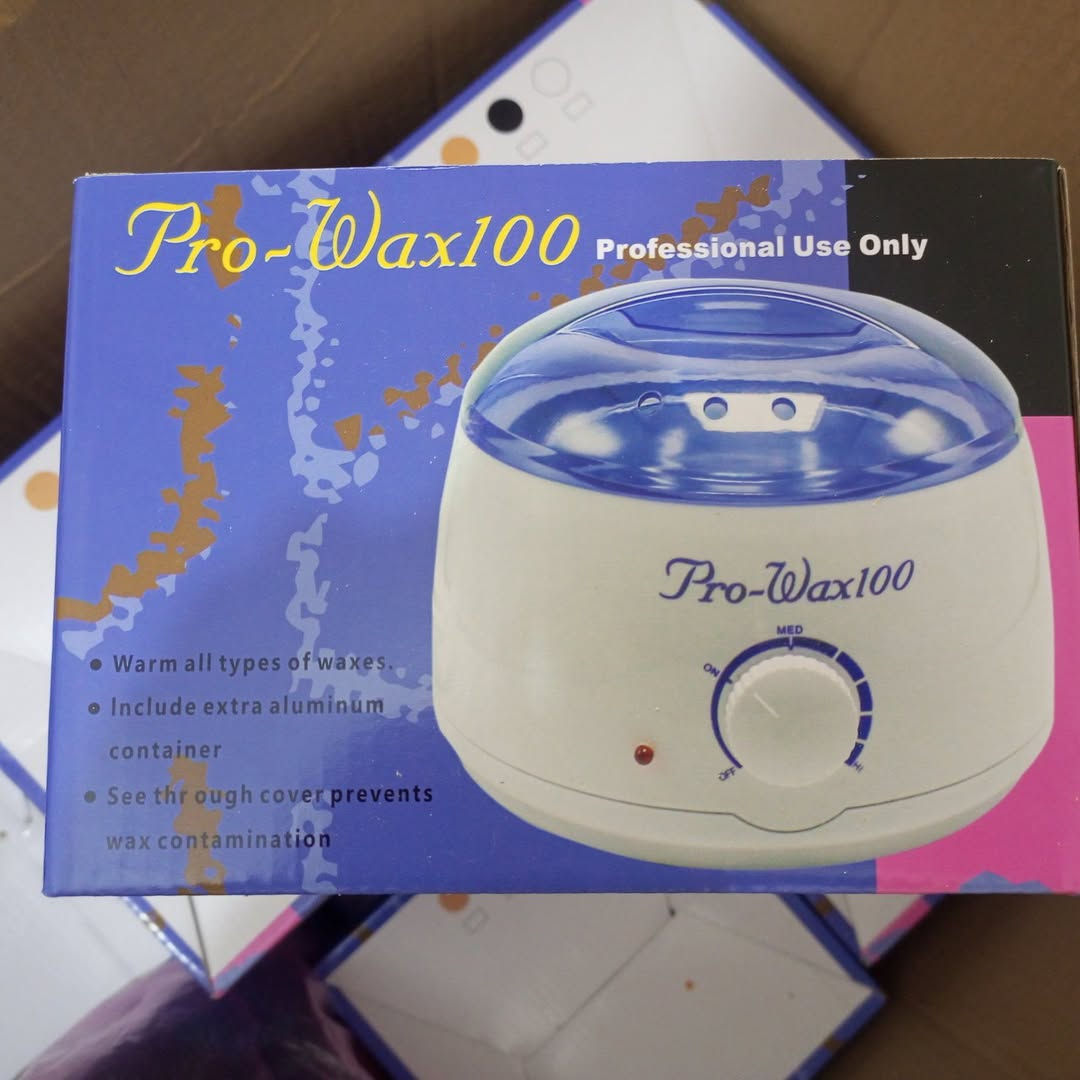 Pro-Wax100 Professional Use Only
Pro-Wax100
MED
ON
OFF
HI
• Warm all types of waxes.
• Include extra aluminum
container
• See thr ough cover prevents
wax contamination